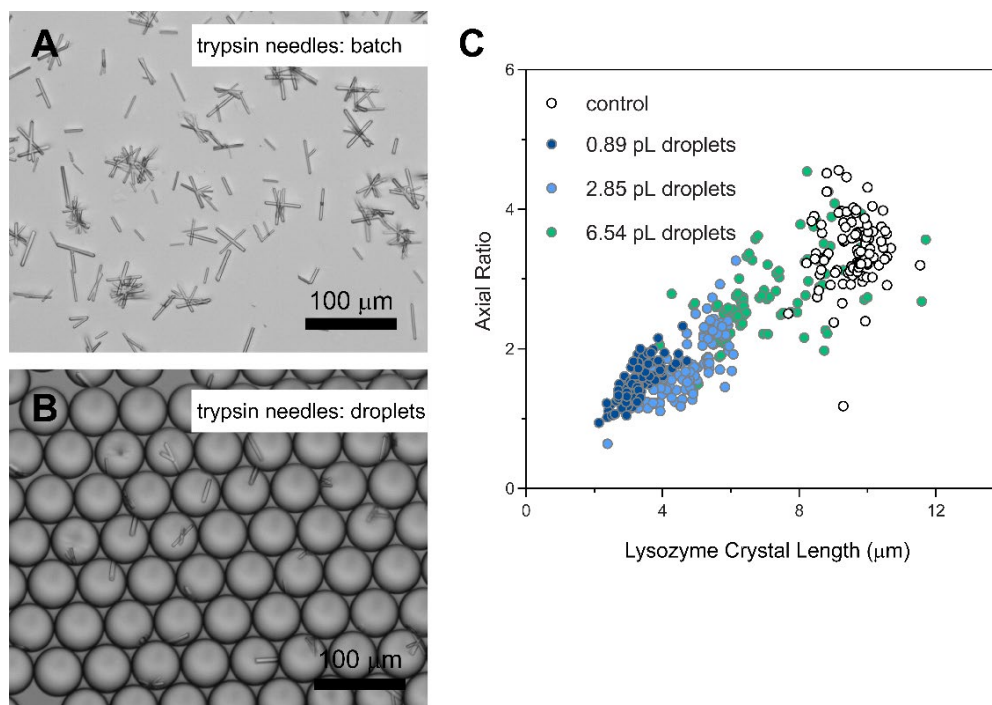 A
trypsin needles: batch
100 μm
B
trypsin needles: droplets
100 μm
C
6
4
2
0
Axial Ratio
control
0.89 pL droplets
2.85 pL droplets
6.54 pL droplets
0 4 8 12
Lysozyme Crystal Length (μm)